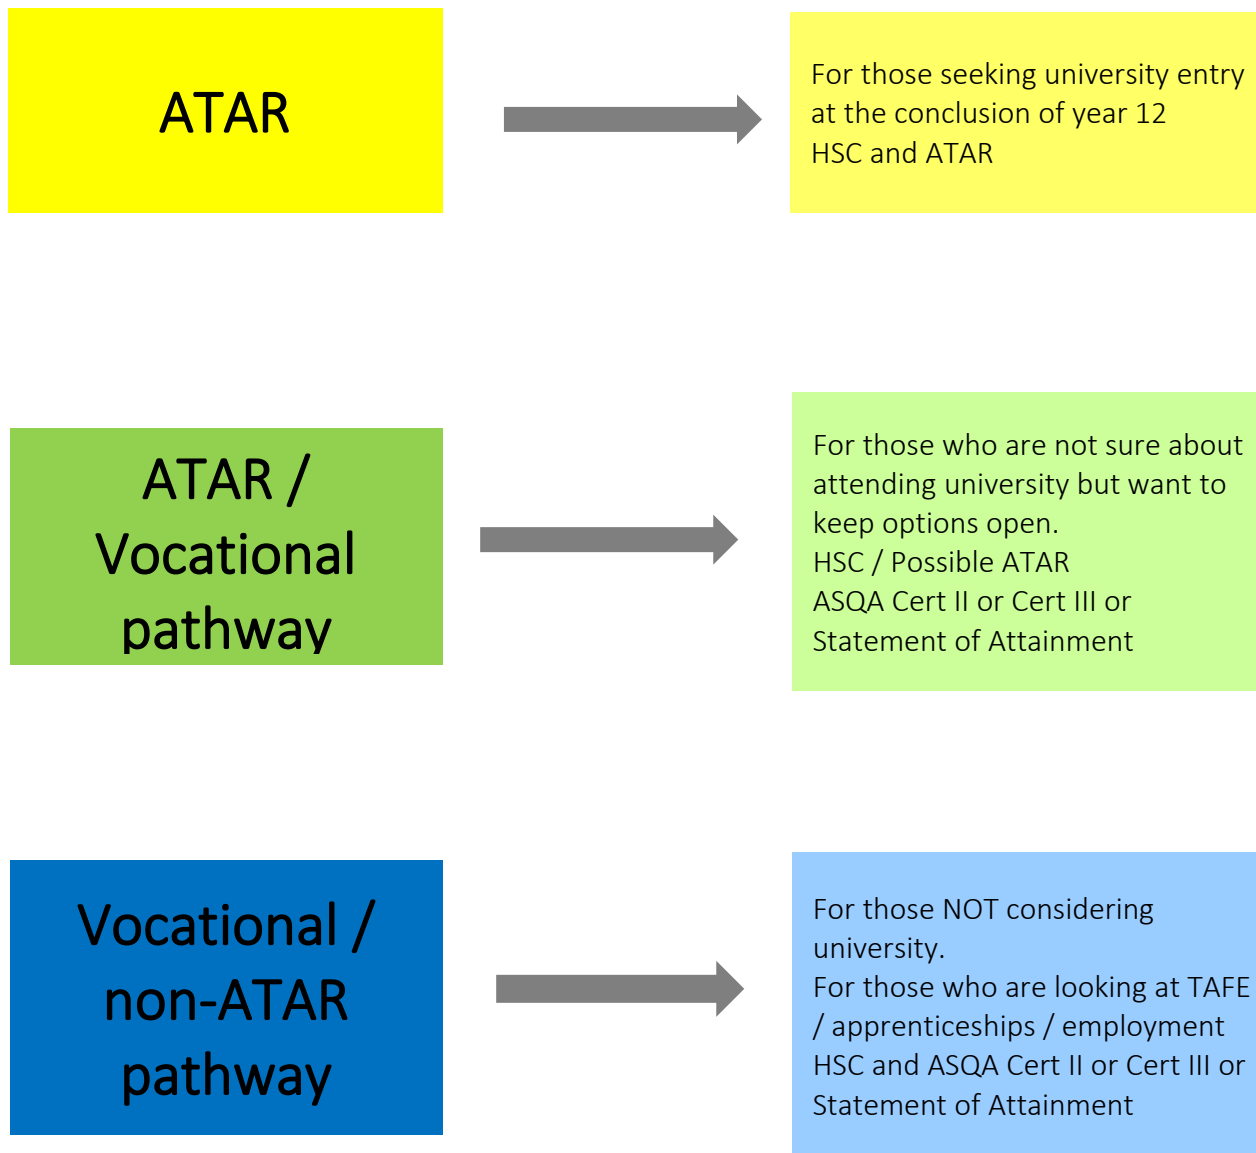 ATAR
For those seeking university entry
at the conclusion of year 12
HSC and ATAR
ATAR /
Vocational
pathway
For those who are not sure about
attending university but want to
keep options open.
HSC / Possible ATAR
ASQA Cert II or Cert III or
Statement of Attainment
Vocational /
non-ATAR
pathway
For those NOT considering
university.
For those who are looking at TAFE
/ apprenticeships / employment
HSC and ASQA Cert II or Cert III or
Statement of Attainment